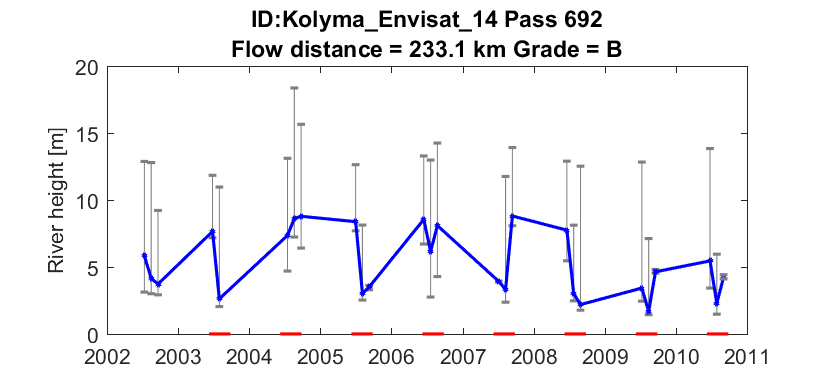 ID:Kolyma_Envisat_14 Pass 692
Flow distance = 233.1 km Grade = B
River height [m]
20
15
10
5
0
2002 2003 2004 2005 2006 2007 2008 2009 2010 2011